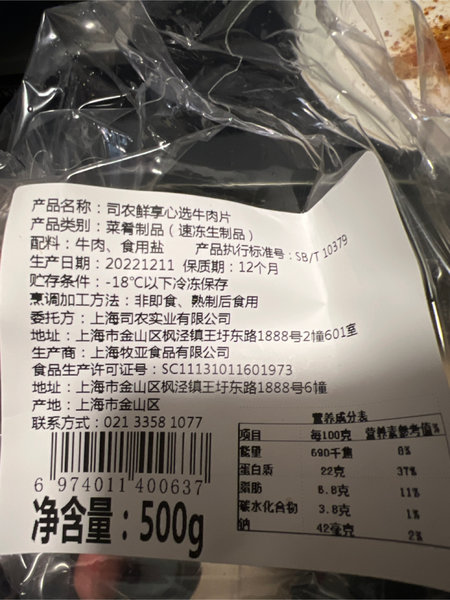 产品名称：司农鲜享心选牛肉片
产品类别：菜肴制品（速冻生制品）
配料：牛肉、食用盐 产品执行标准号：SB/T 10379
生产日期：20221211 保质期：12个月
贮存条件：-18℃以下冷冻保存
烹调加工方法：非即食、熟制后食用
委托方：上海司农实业有限公司
地址：上海市金山区枫泾镇王圩东路1888号2幢601室
生产商：上海牧亚食品有限公司
食品生产许可证号：SC11131011601973
地址：上海市金山区枫泾镇王圩东路1888号6幢
产地：上海市金山区
联系方式：021 3358 1077
6 974011 400637
净含量：500g
营养成分表
项目 每100克 营养素参考值%
能量 690千焦 8%
蛋白质 22克 37%
脂肪 6.8克 11%
碳水化合物 3.8克 1%
钠 42毫克 2%